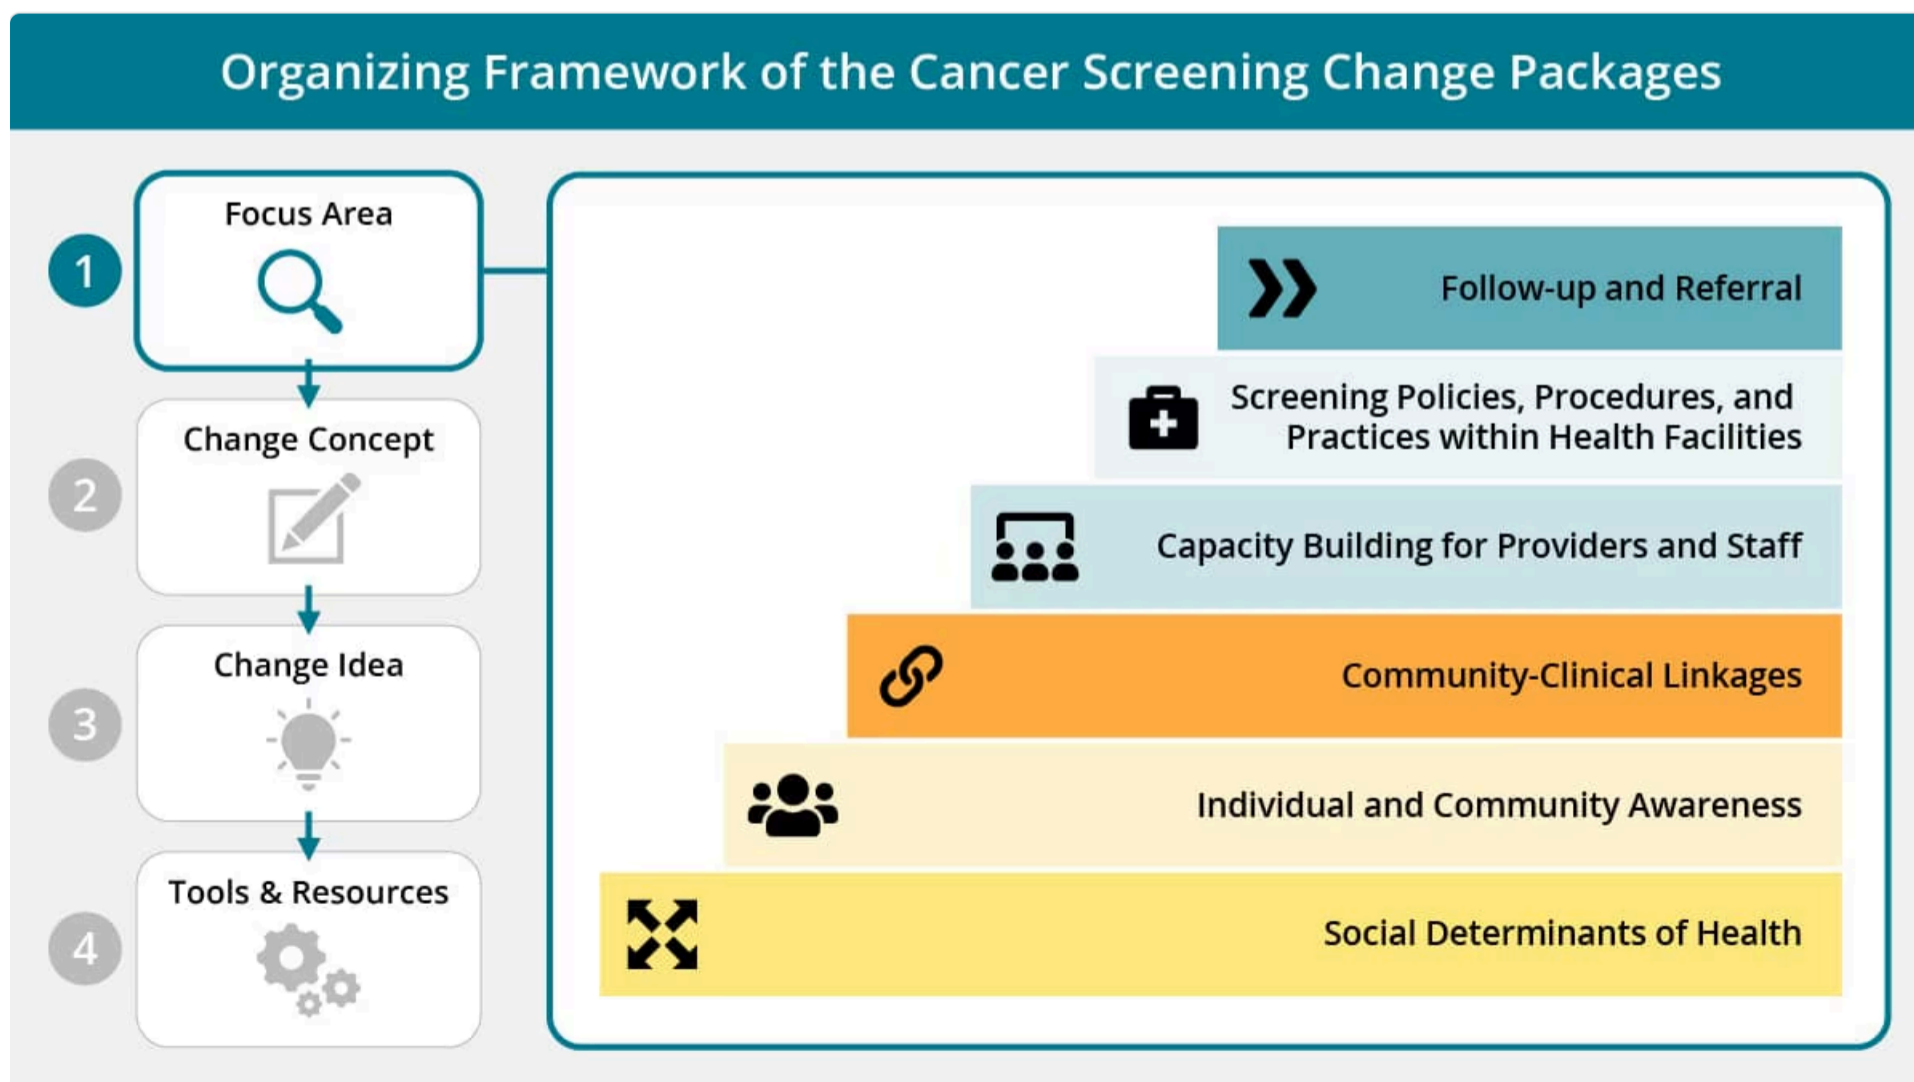 Organizing Framework of the Cancer Screening Change Packages
1
Focus Area
2
Change Concept
3
Change Idea
4
Tools & Resources
Follow-up and Referral
Screening Policies, Procedures, and
Practices within Health Facilities
Capacity Building for Providers and Staff
Community-Clinical Linkages
Individual and Community Awareness
Social Determinants of Health